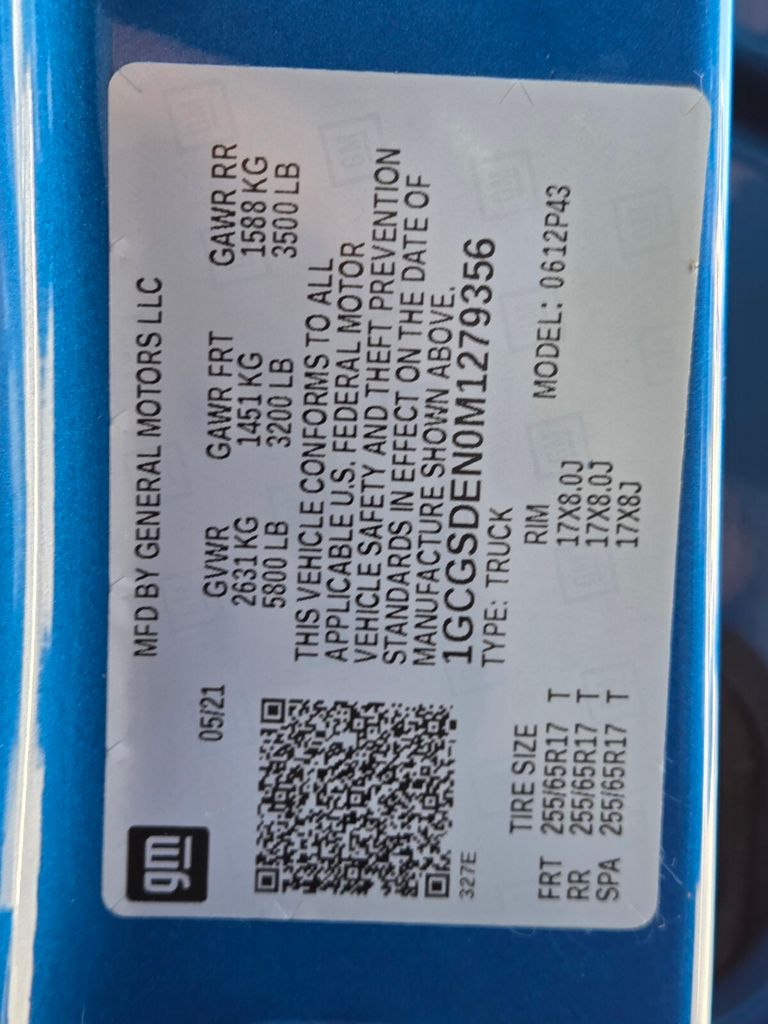 gm
MFD BY GENERAL MOTORS LLC
05/21
GVWR GAWR FRT GAWR RR
2631 KG 1451 KG 1588 KG
5800 LB 3200 LB 3500 LB
THIS VEHICLE CONFORMS TO ALL
APPLICABLE U.S. FEDERAL MOTOR
VEHICLE SAFETY AND THEFT PREVENTION
STANDARDS IN EFFECT ON THE DATE OF
MANUFACTURE SHOWN ABOVE.
1GCGSDEN0M1279356
TYPE: TRUCK
327E
TIRE SIZE RIM MODEL: 0612P43
FRT 255/65R17 T 17X8.0J
RR 255/65R17 T 17X8.0J
SPA 255/65R17 T 17X8J